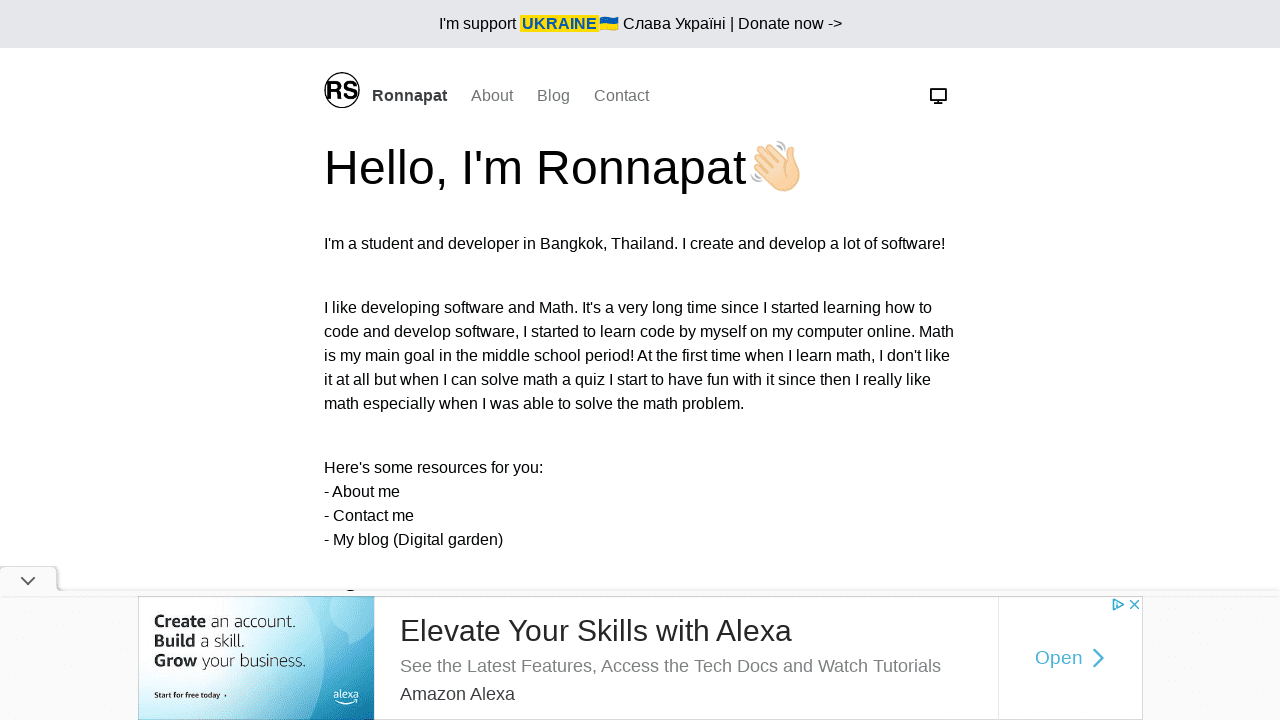 I'm support UKRAINE🇺🇦 Слава Україні | Donate now ->
RS Ronnapat About Blog Contact
Hello, I'm Ronnapat👋🏻
I'm a student and developer in Bangkok, Thailand. I create and develop a lot of software!
I like developing software and Math. It's a very long time since I started learning how to
code and develop software, I started to learn code by myself on my computer online. Math
is my main goal in the middle school period! At the first time when I learn math, I don't like
it at all but when I can solve math a quiz I start to have fun with it since then I really like
math especially when I was able to solve the math problem.
Here's some resources for you:
- About me
- Contact me
- My blog (Digital garden)
Create an account.
Build a skill.
Grow your business.
Start for free today
alexa
Elevate Your Skills with Alexa
See the Latest Features, Access the Tech Docs and Watch Tutorials
Amazon Alexa
Open